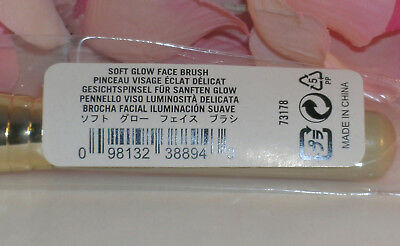 SOFT GLOW FACE BRUSH
PINCEAU VISAGE ÉCLAT DÉLICAT
GESICHTSPINSEL FÜR SANFTEN GLOW
PENNELLO VISO LUMINOSITÀ DELICATA
BROCHA FACIAL ILUMINACIÓN SUAVE
ソフト グロー フェイス ブラシ
0 98132 38894
73178
5
PP
プラ
MADE IN CHINA